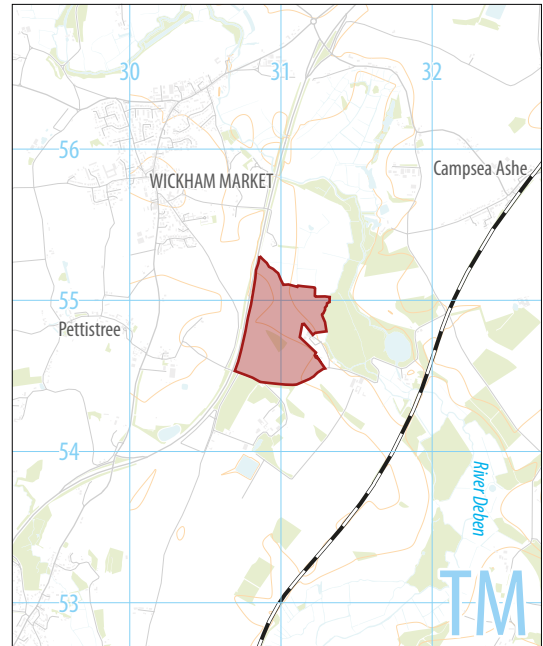 30
31
32
56
WICKHAM MARKET
Campsea Ashe
55
Pettistree
54
River Deben
53
TM